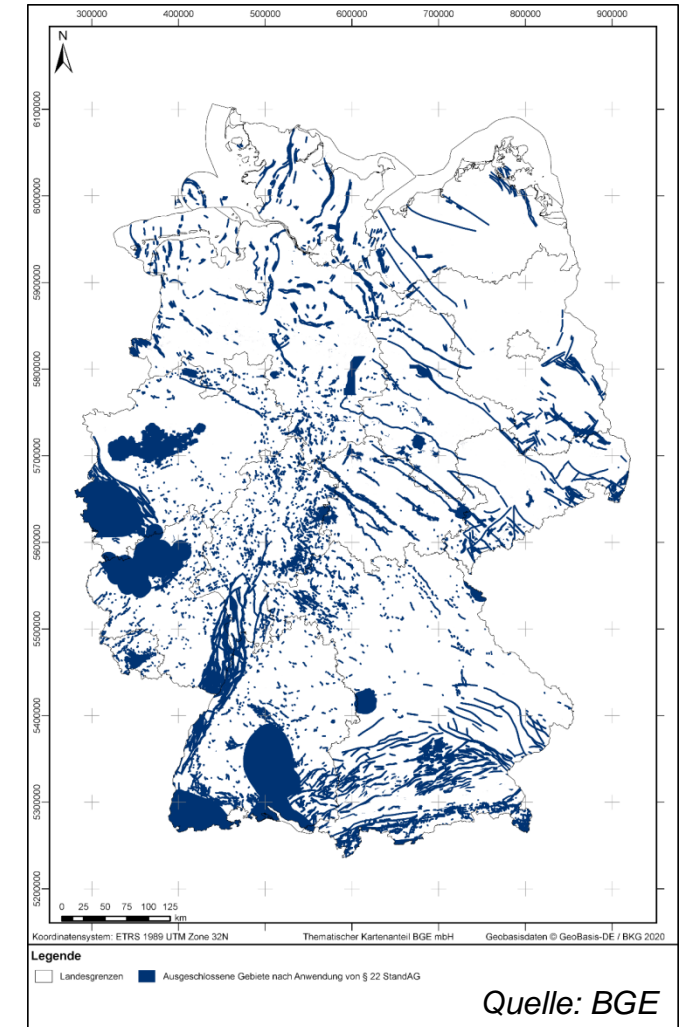 300000 400000 500000 600000 700000 800000 900000
N
6100000
6000000
5900000
5800000
5700000
5600000
5500000
5400000
5300000
5200000
0 25 50 75 100 125
km
Koordinatensystem: ETRS 1989 UTM Zone 32N Thematischer Kartenanteil BGE mbH Geobasisdaten © GeoBasis-DE / BKG 2020
Legende
Landesgrenzen Ausgeschlossene Gebiete nach Anwendung von § 22 StandAG
Quelle: BGE